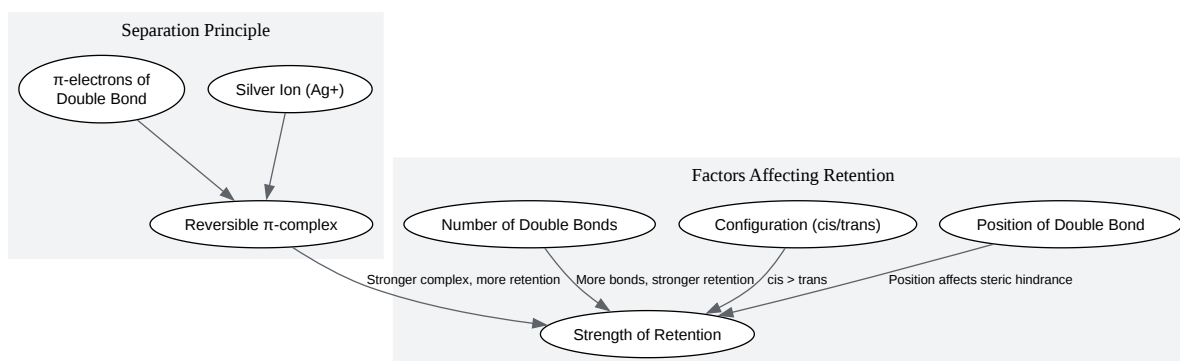 Separation Principle
π-electrons of
Double Bond
Silver Ion (Ag+)
Reversible π-complex
Factors Affecting Retention
Number of Double Bonds
Configuration (cis/trans)
Position of Double Bond
Stronger complex, more retention
More bonds, stronger retention
cis > trans
Position affects steric hindrance
Strength of Retention